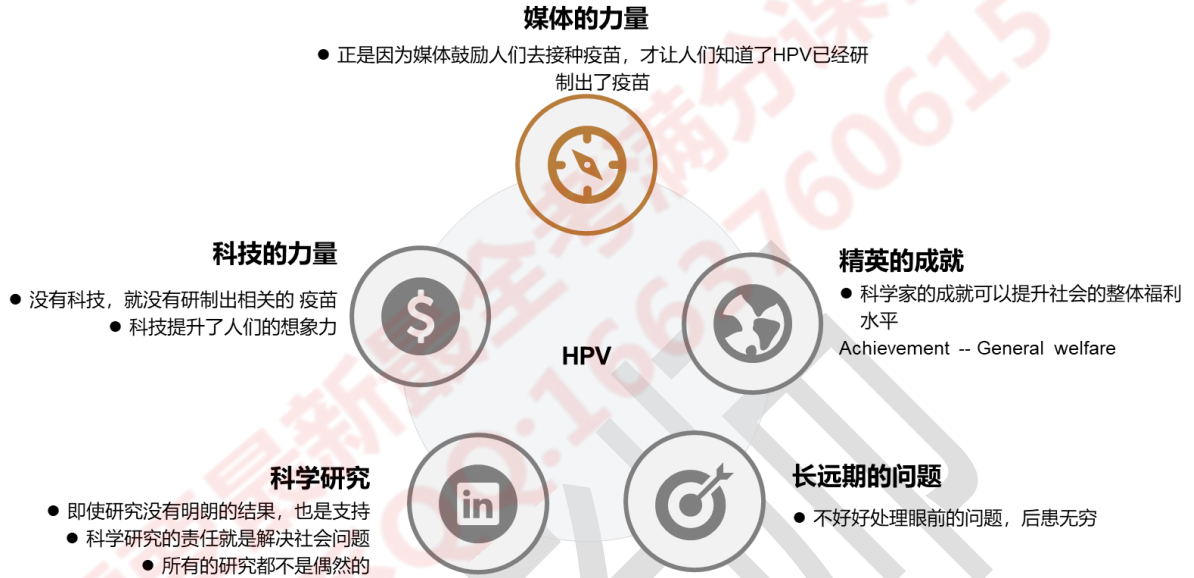 媒体的力量
● 正是因为媒体鼓励人们去接种疫苗，才让人们知道了HPV已经研
制出了疫苗
科技的力量
● 没有科技，就没有研制出相关的 疫苗
● 科技提升了人们的想象力
精英的成就
● 科学家的成就可以提升社会的整体福利
水平
Achievement -- General welfare
HPV
科学研究
● 即使研究没有明朗的结果，也是支持
● 科学研究的责任就是解决社会问题
● 所有的研究都不是偶然的
长远期的问题
● 不好好处理眼前的问题，后患无穷
$
in
QQ:1663760615